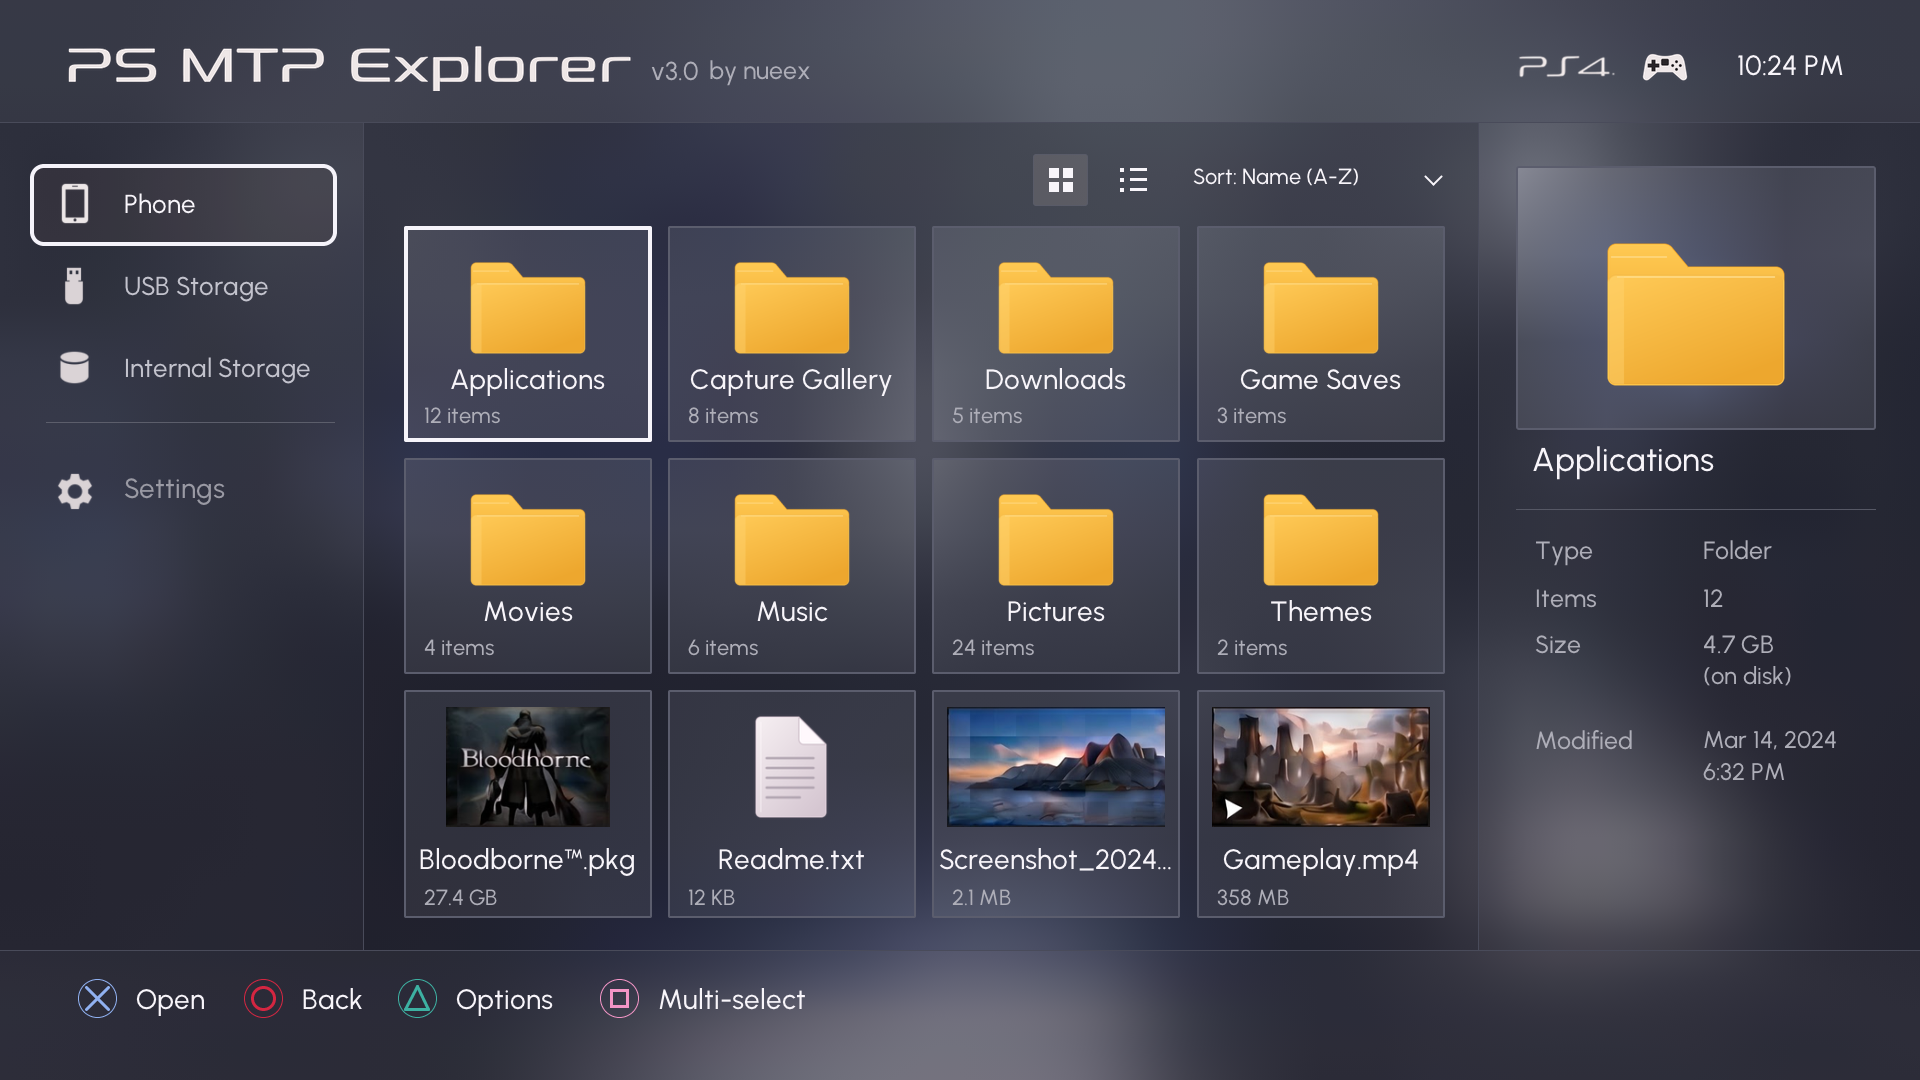 PS MTP Explorer v3.0 by nueex
PS4
10:24 PM
Phone
USB Storage
Internal Storage
Settings
Sort: Name (A-Z)
Applications
12 items
Capture Gallery
8 items
Downloads
5 items
Game Saves
3 items
Movies
4 items
Music
6 items
Pictures
24 items
Themes
2 items
Bloodborne
Bloodborne™.pkg
27.4 GB
Readme.txt
12 KB
Screenshot_2024...
2.1 MB
Gameplay.mp4
358 MB
Applications
Type Folder
Items 12
Size 4.7 GB
(on disk)
Modified Mar 14, 2024
6:32 PM
Open
Back
Options
Multi-select